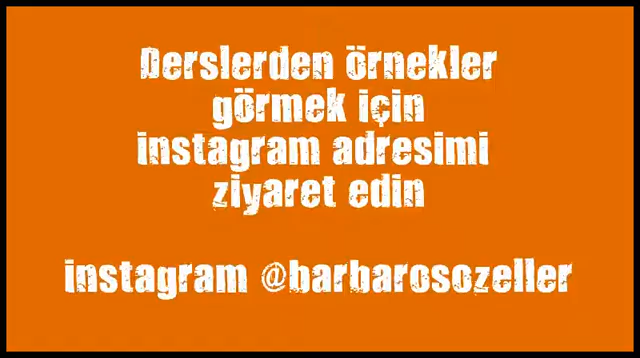 Derslerden örnekler
görmek için
instagram adresimi
ziyaret edin
instagram @barbarosozeller